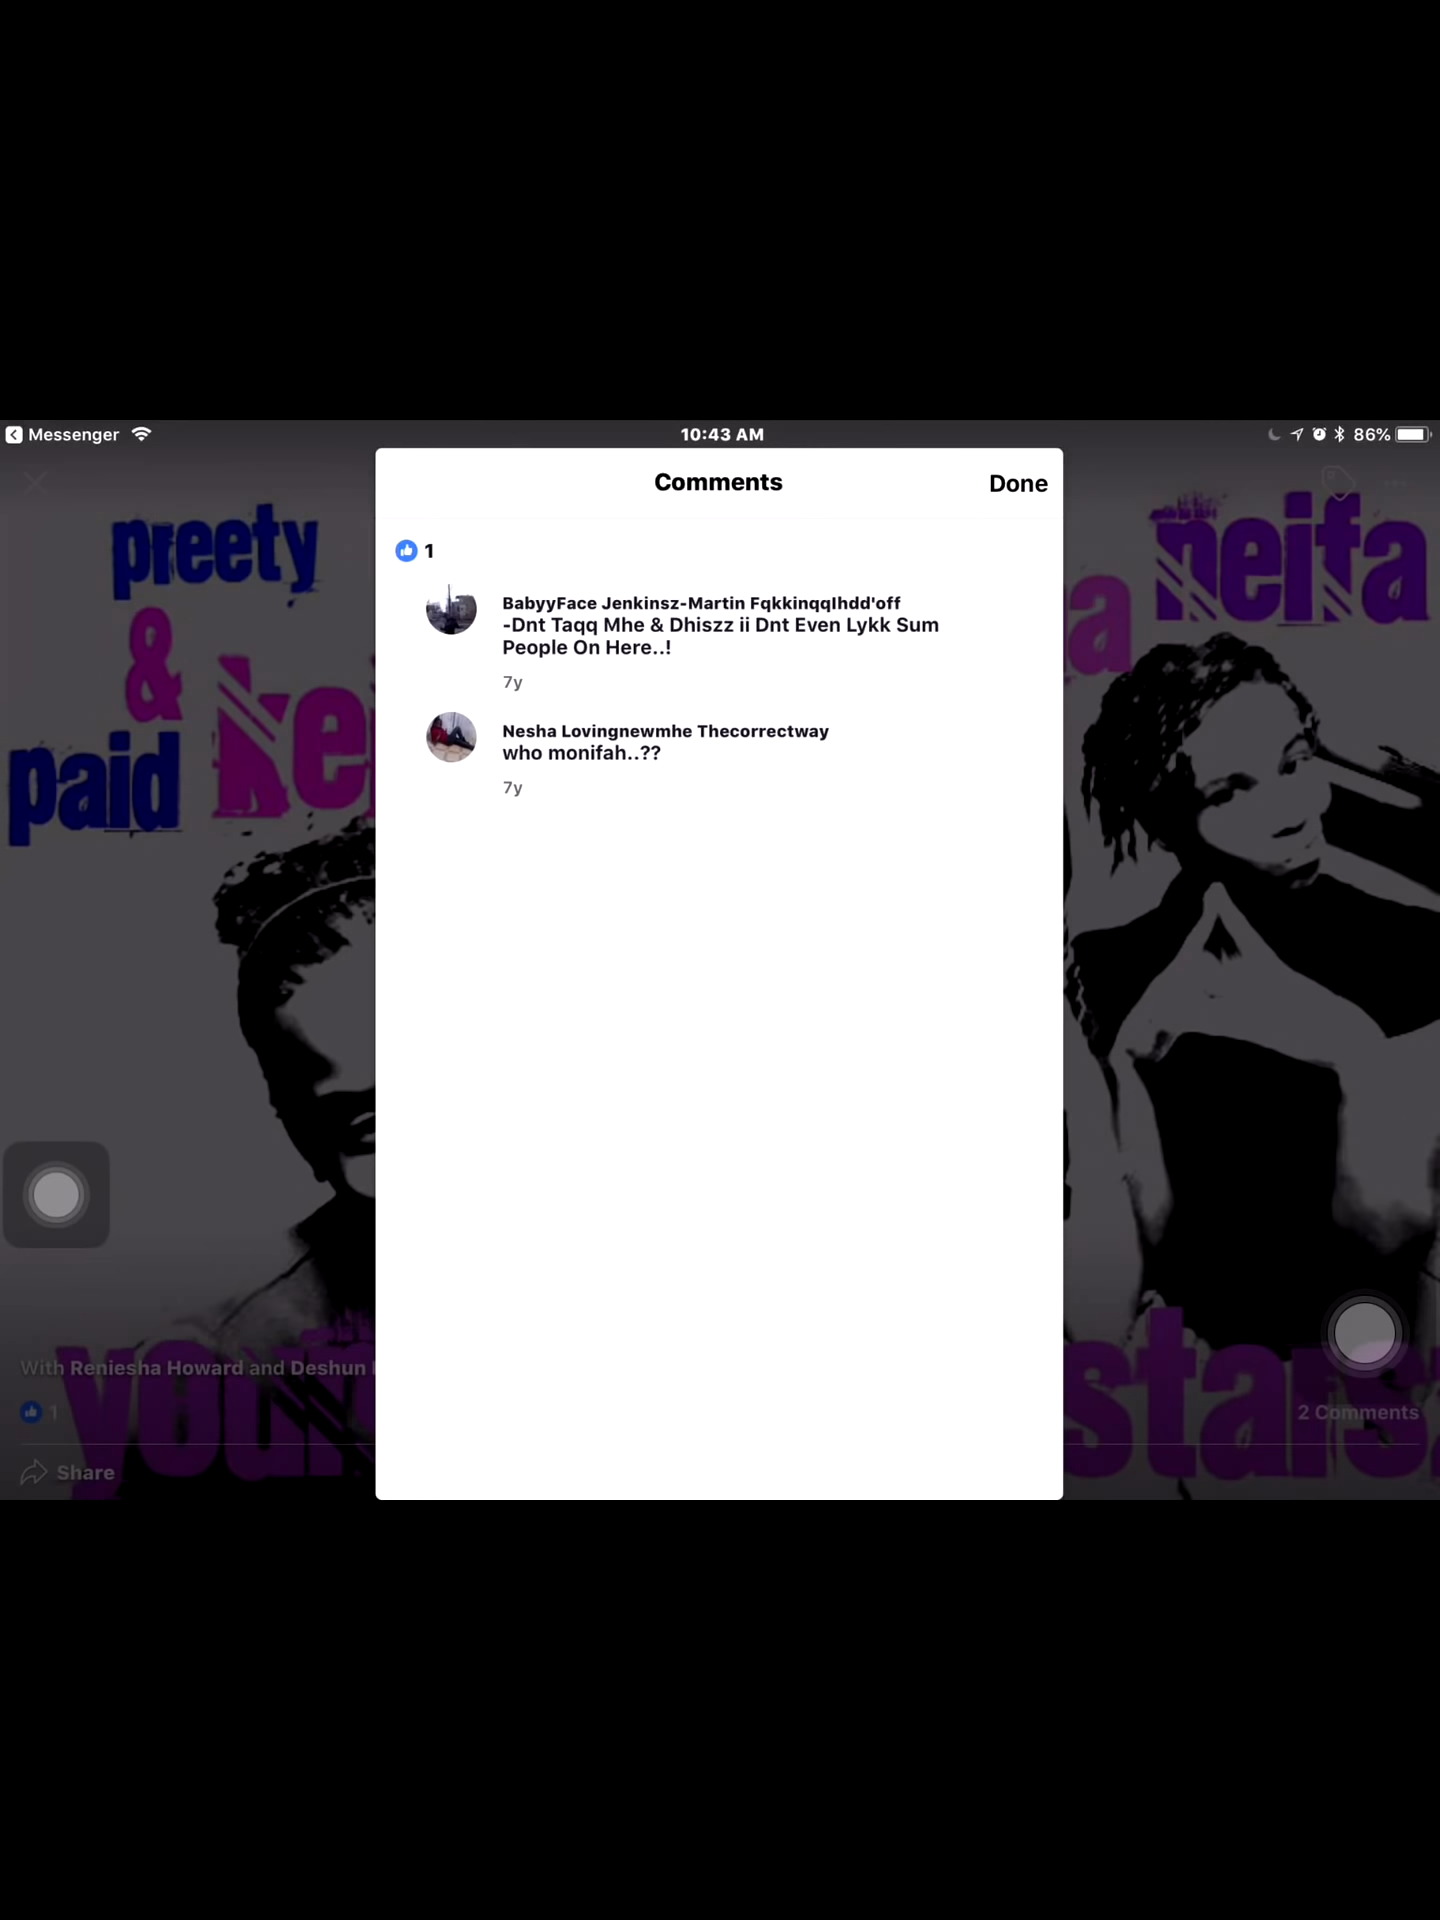 Messenger
10:43 AM
86%
Comments
Done
1
BabyyFace Jenkinsz-Martin FqkkinqqIhdd'off
-Dnt Taqq Mhe & Dhiszz ii Dnt Even Lykk Sum
People On Here..!
7y
Nesha Lovingnewmhe Thecorrectway
who monifah..??
7y
preety
&
paid
neifa
With Reniesha Howard and Deshun
1
2 Comments
Share
stars